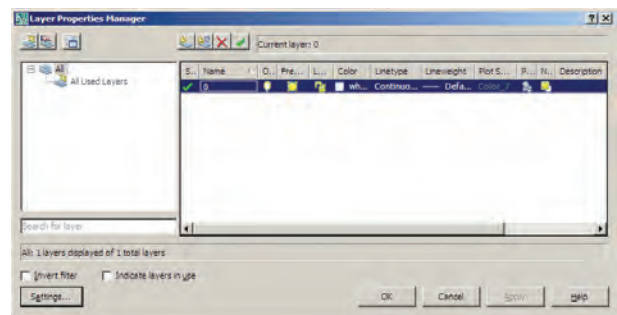 Layer Properties Manager
Current layer: 0
All
All Used Layers
S.. Name O.. Fre... L... Color Linetype Lineweight Plot S... P... N... Description
0 wh... Continuo... Defa... Color_7
Search for layer
All: 1 layers displayed of 1 total layers
Invert filter Indicate layers in use
Settings... OK Cancel Apply Help